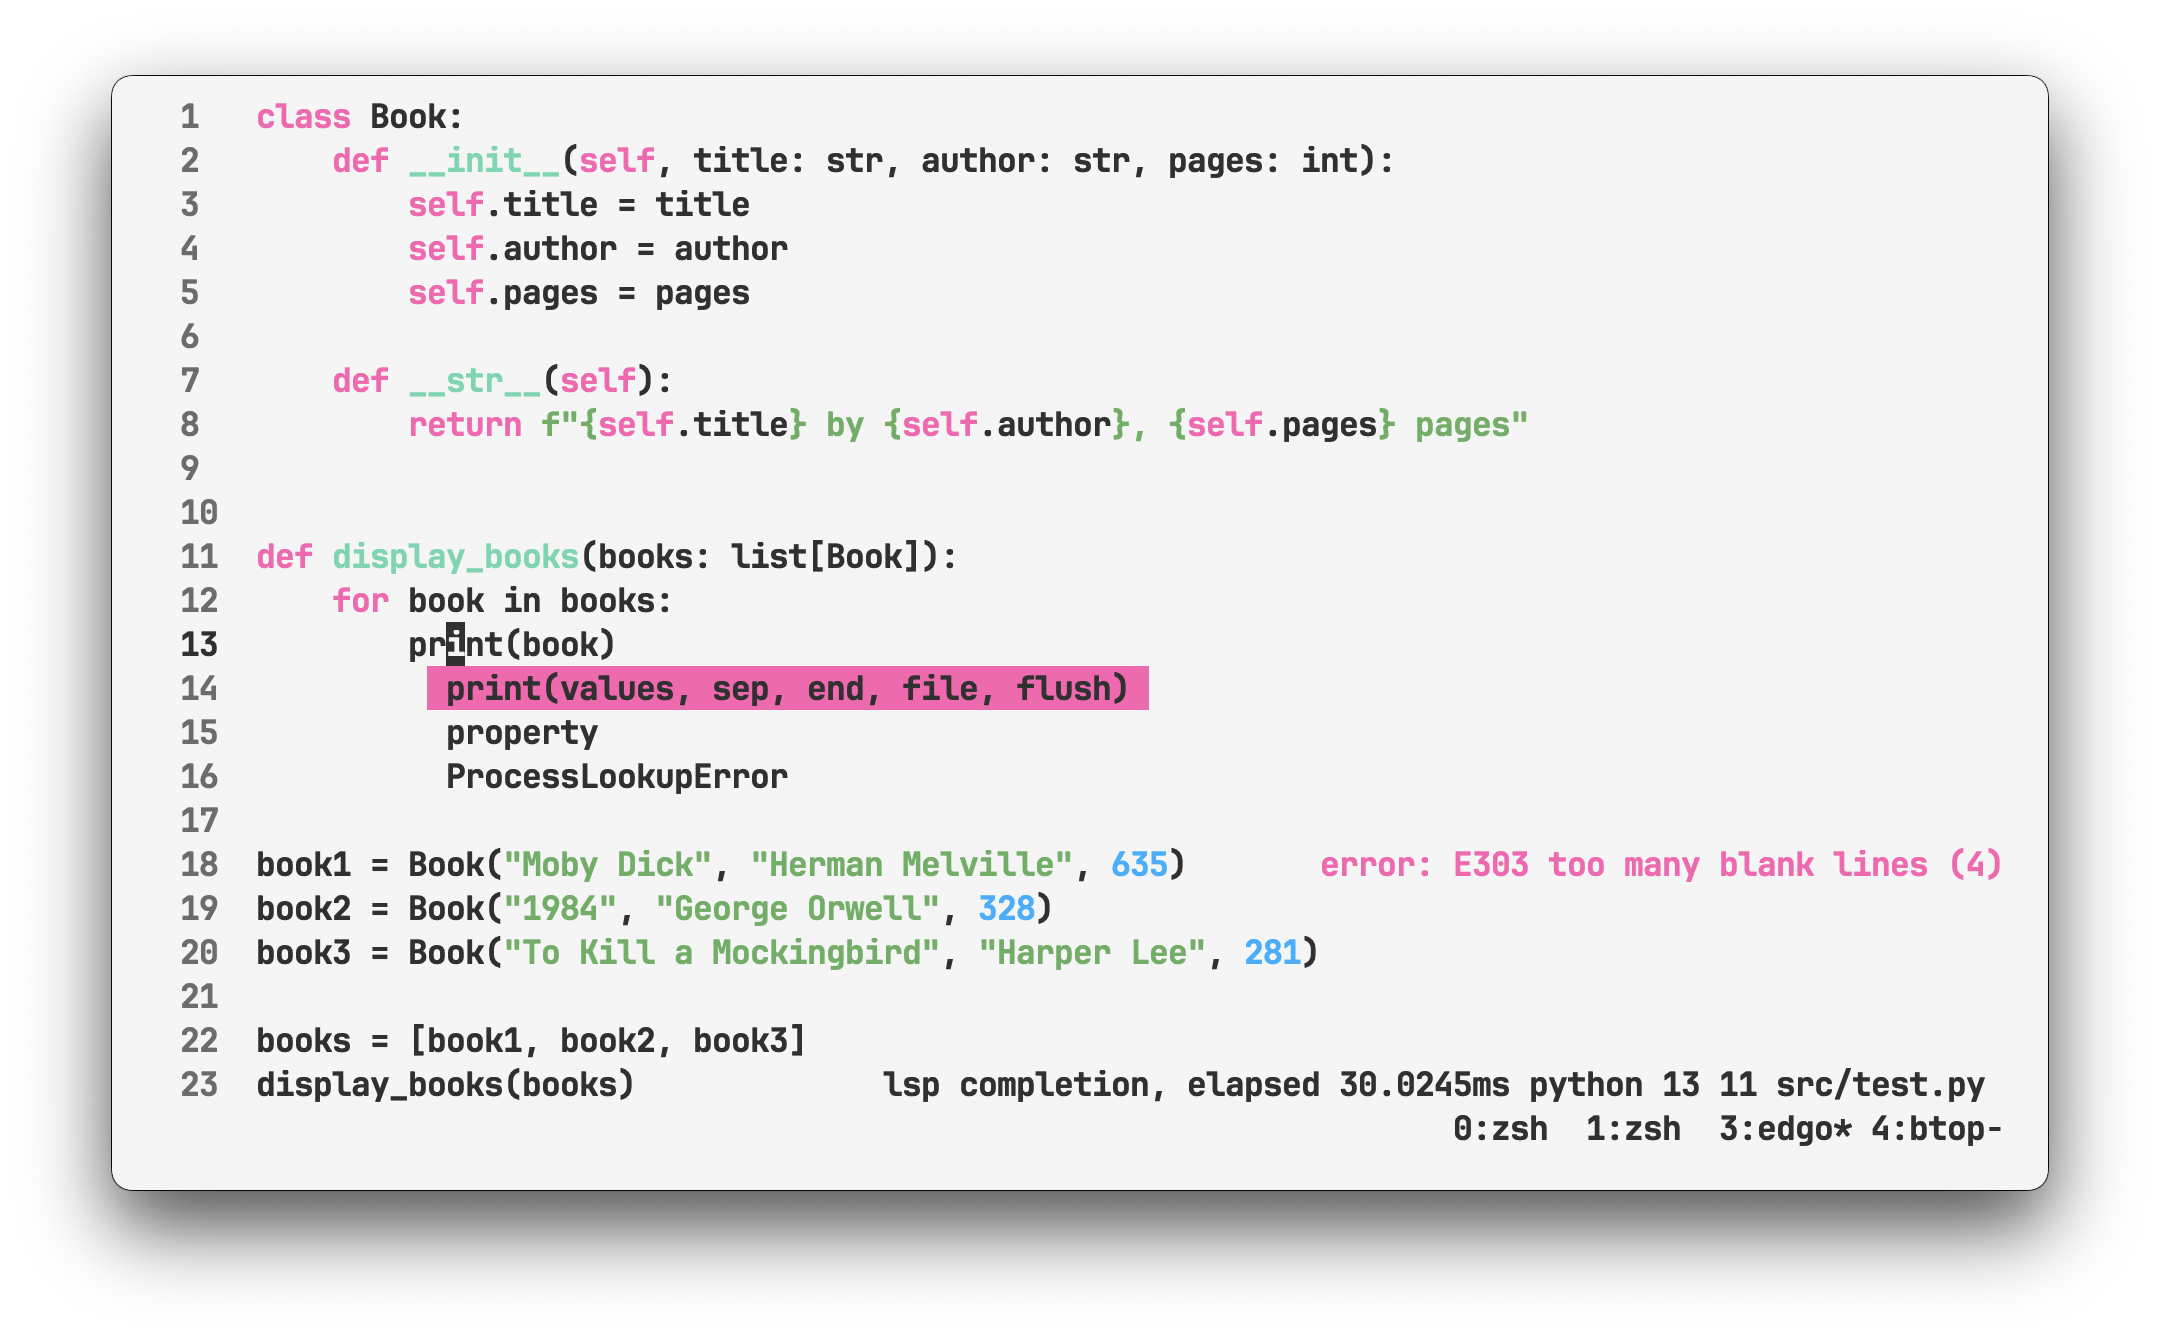 1 class Book:
2     def __init__(self, title: str, author: str, pages: int):
3         self.title = title
4         self.author = author
5         self.pages = pages
6
7     def __str__(self):
8         return f"{self.title} by {self.author}, {self.pages} pages"
9
10
11 def display_books(books: list[Book]):
12     for book in books:
13         print(book)
14           print(values, sep, end, file, flush)
15           property
16           ProcessLookupError
17
18 book1 = Book("Moby Dick", "Herman Melville", 635)       error: E303 too many blank lines (4)
19 book2 = Book("1984", "George Orwell", 328)
20 book3 = Book("To Kill a Mockingbird", "Harper Lee", 281)
21
22 books = [book1, book2, book3]
23 display_books(books)             lsp completion, elapsed 30.0245ms python 13 11 src/test.py
0:zsh  1:zsh  3:edgo* 4:btop-